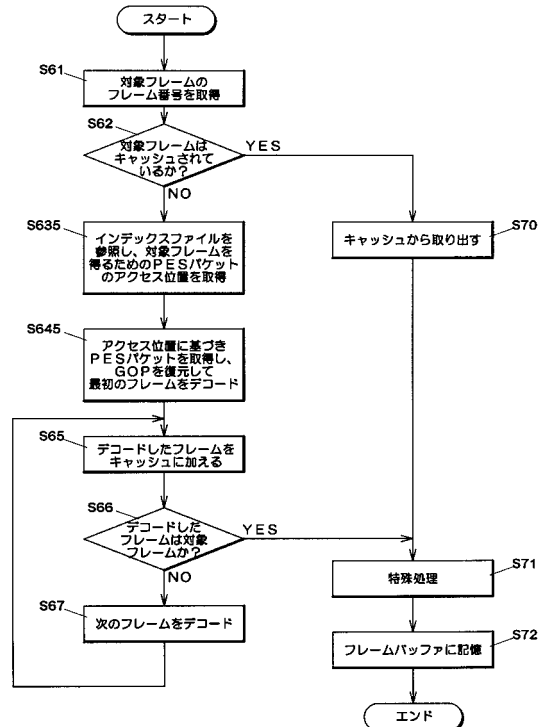 スタート
S61
対象フレームの
フレーム番号を取得
S62
対象フレームは
キャッシュされて
いるか？
YES
NO
S635
インデックスファイルを
参照し、対象フレームを
得るためのPESパケット
のアクセス位置を取得
S70
キャッシュから取り出す
S645
アクセス位置に基づき
PESパケットを取得し、
GOPを復元して
最初のフレームをデコード
S65
デコードしたフレームを
キャッシュに加える
S66
デコードした
フレームは対象
フレームか？
YES
NO
S71
特殊処理
S67
次のフレームをデコード
S72
フレームバッファに記憶
エンド